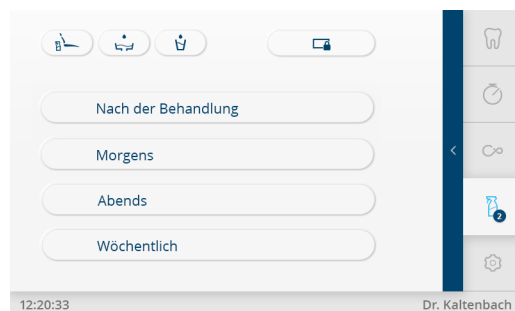 Nach der Behandlung
Morgens
Abends
2
Wöchentlich
12:20:33 Dr. Kaltenbach